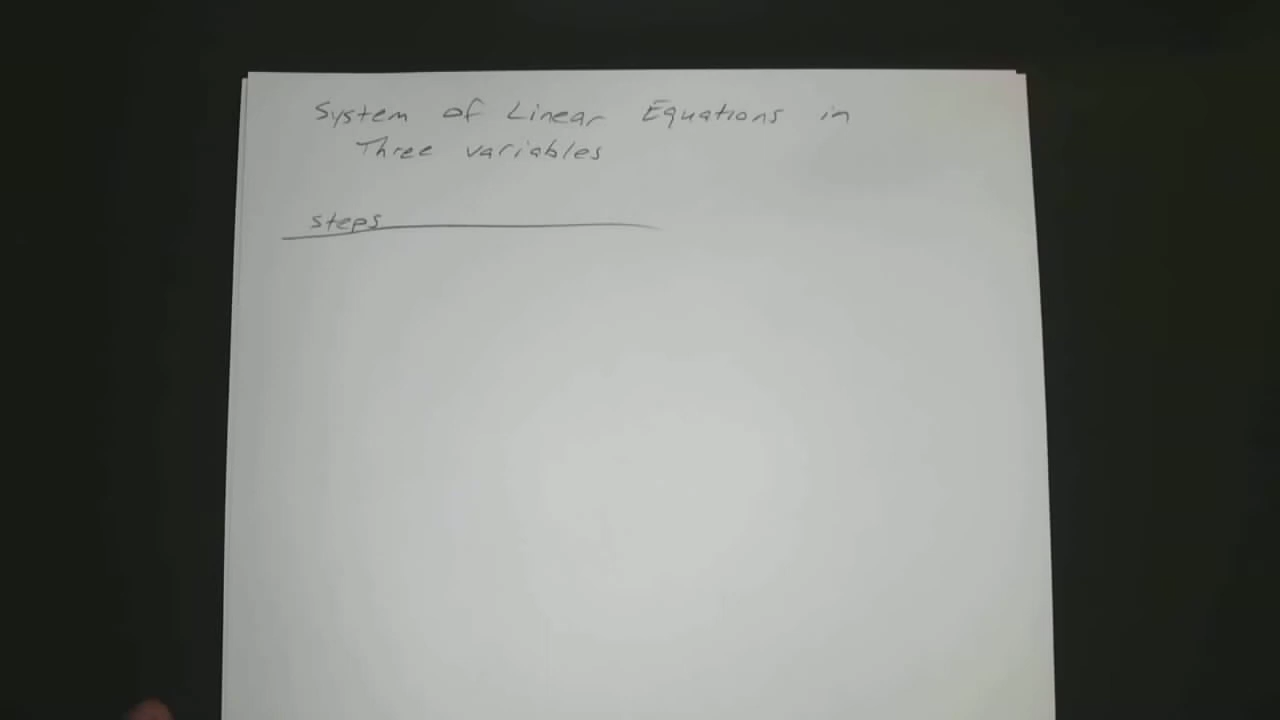 System of Linear Equations in
Three variables
steps